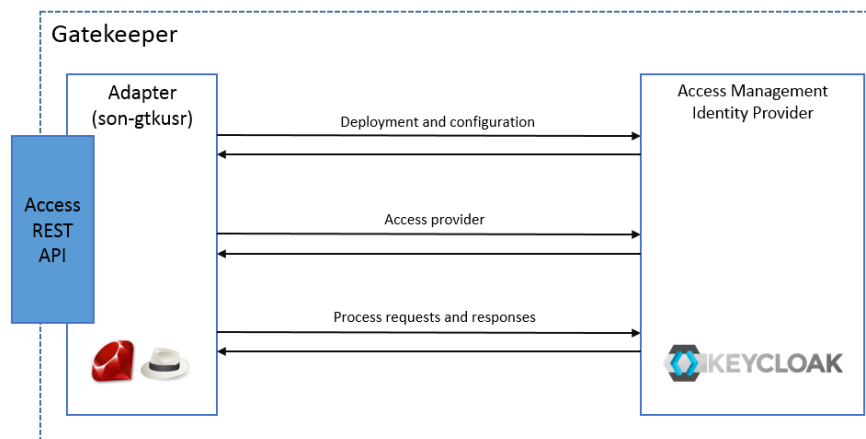 Gatekeeper
Adapter
(son-gtkusr)
Access Management
Identity Provider
Deployment and configuration
Access
REST
API
Access provider
Process requests and responses
KEYCLOAK